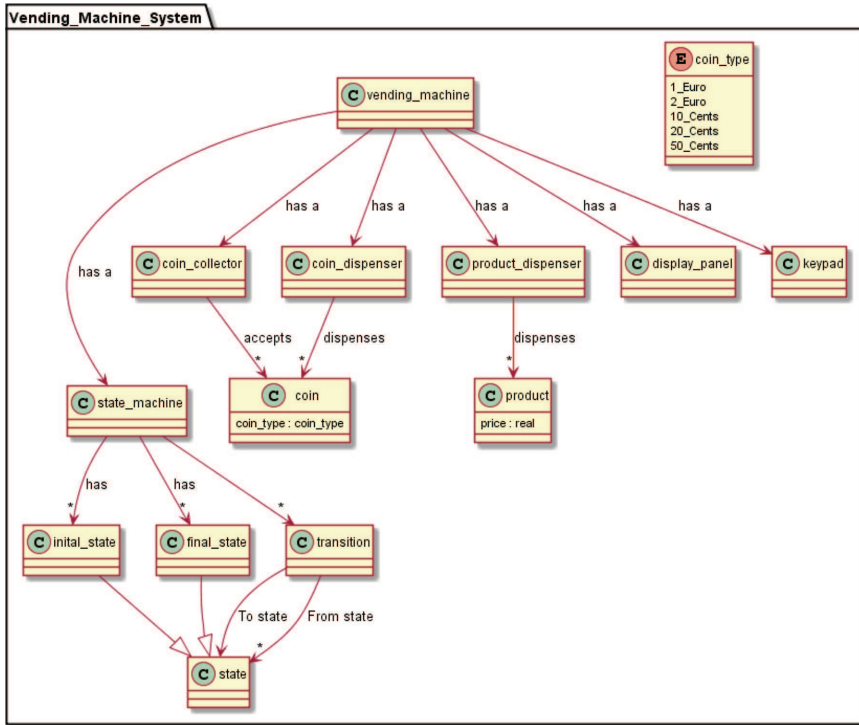 Vending_Machine_System
E coin_type
1_Euro
2_Euro
10_Cents
20_Cents
50_Cents
C vending_machine
has a
has a
has a
has a
has a
has a
C coin_collector
C coin_dispenser
C product_dispenser
C display_panel
C keypad
accepts
*
dispenses
*
dispenses
*
C state_machine
C coin
coin_type : coin_type
C product
price : real
has
*
has
*
*
C inital_state
C final_state
C transition
To state
From state
*
C state